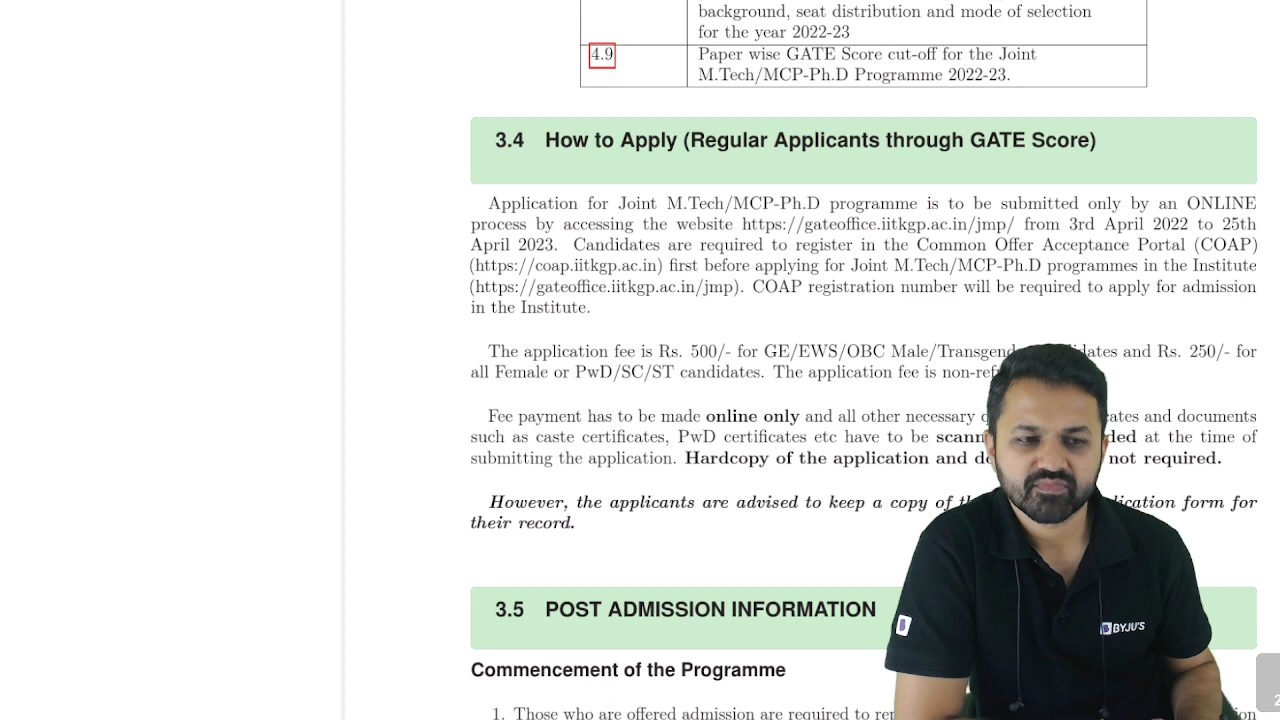 background, seat distribution and mode of selection
for the year 2022-23
4.9 Paper wise GATE Score cut-off for the Joint
M.Tech/MCP-Ph.D Programme 2022-23.
3.4 How to Apply (Regular Applicants through GATE Score)
Application for Joint M.Tech/MCP-Ph.D programme is to be submitted only by an ONLINE
process by accessing the website https://gateoffice.iitkgp.ac.in/jmp/ from 3rd April 2022 to 25th
April 2023. Candidates are required to register in the Common Offer Acceptance Portal (COAP)
(https://coap.iitkgp.ac.in) first before applying for Joint M.Tech/MCP-Ph.D programmes in the Institute
(https://gateoffice.iitkgp.ac.in/jmp). COAP registration number will be required to apply for admission
in the Institute.
The application fee is Rs. 500/- for GE/EWS/OBC Male/ and Rs. 250/- for
all Female or PwD/SC/ST candidates. The application fee is
Fee payment has to be made online only and all other necessary and documents
such as caste certificates, PwD certificates etc have to be at the time of
submitting the application. Hardcopy of the application and not required.
However, the applicants are advised to keep a copy of form for
their record.
3.5 POST ADMISSION INFORMATION
BYJU'S
Commencement of the Programme
1. Those who are offered admission are required to